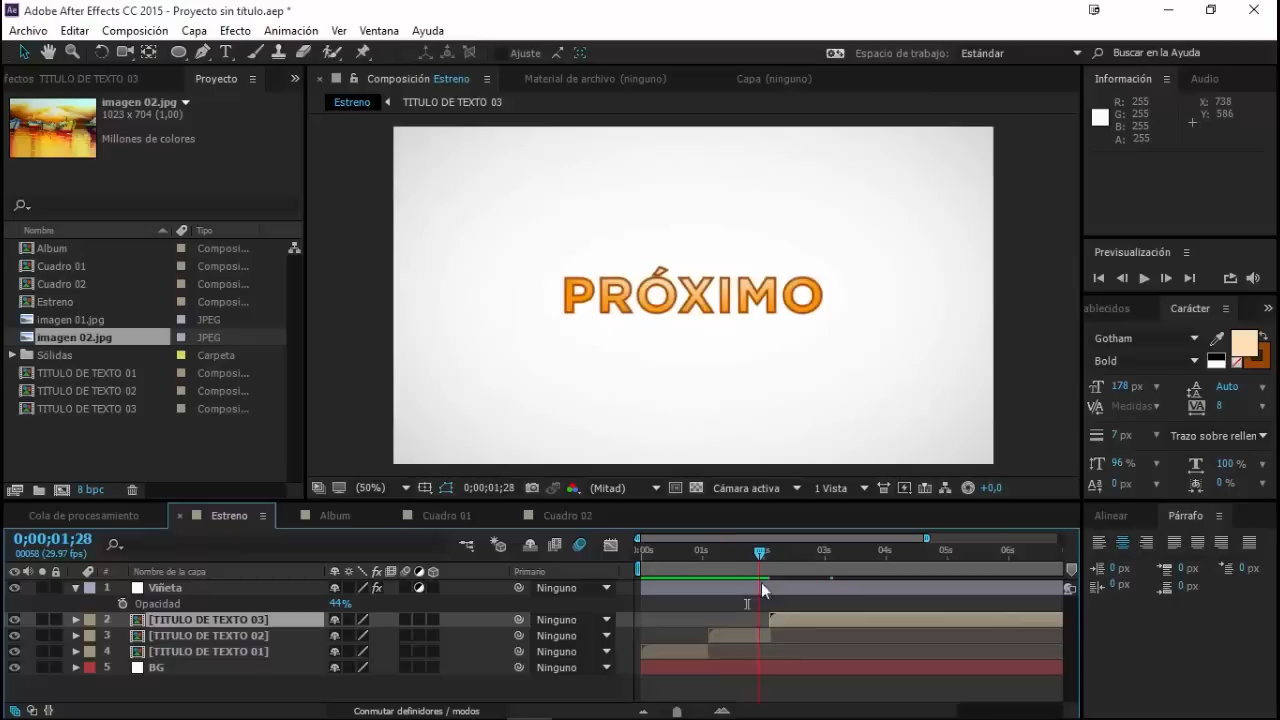 Adobe After Effects CC 2015 - Proyecto sin título.aep *
Archivo Editar Composición Capa Efecto Animación Ver Ventana Ayuda
Ajuste Espacio de trabajo: Estándar Buscar en la Ayuda
fectos TITULO DE TEXTO 03 Proyecto Composición Estreno Material de archivo (ninguno) Capa (ninguno) Información Audio
imagen 02.jpg
1023 x 704 (1,00)
Millones de colores
Estreno TITULO DE TEXTO 03
R: 255 X: 738
G: 255 Y: 586
B: 255
A: 255
PRÓXIMO
Nombre Tipo
Album Composi...
Cuadro 01 Composi...
Cuadro 02 Composi...
Estreno Composi...
imagen 01.jpg JPEG
imagen 02.jpg JPEG
Sólidas Carpeta
TITULO DE TEXTO 01 Composi...
TITULO DE TEXTO 02 Composi...
TITULO DE TEXTO 03 Composi...
8 bpc
(50%) 0;00;01;28 (Mitad) Cámara activa 1 Vista +0,0
Previsualización
ablecidos Carácter
Gotham
Bold
178 px Auto
Medidas 8
7 px Trazo sobre rellen
96 % 100 %
0 px 0 %
Cola de procesamiento Estreno Album Cuadro 01 Cuadro 02
Alinear Párrafo
0 px 0 px 0 px
0 px 0 px
0;00;01;28
00058 (29.97 fps)
:00s 01s 03s 04s 05s 06s
# Nombre de la capa fx Primario
1 Viñeta Ninguno
Opacidad 44%
2 [TITULO DE TEXTO 03] Ninguno
3 [TITULO DE TEXTO 02] Ninguno
4 [TITULO DE TEXTO 01] Ninguno
5 BG Ninguno
Conmutar definidores / modos